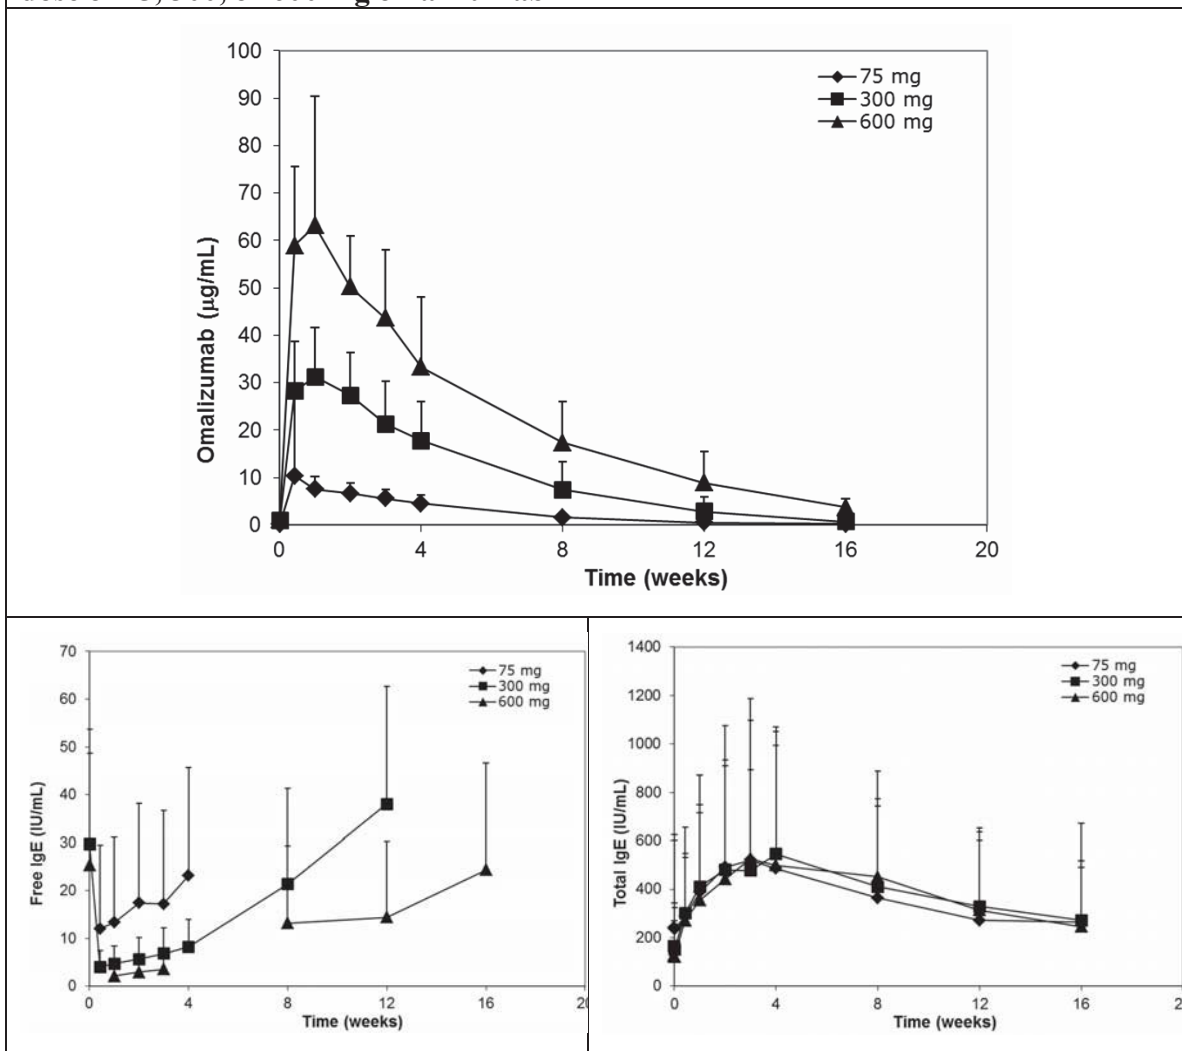 100
75 mg
90
300 mg
600 mg
80
70
60
50
40
30
20
10
0
Omalizumab (µg/mL)
0 4 8 12 16 20
Time (weeks)
70
75 mg
300 mg
60
600 mg
50
40
30
20
10
0
Free IgE (IU/mL)
0 4 8 12 16 20
Time (weeks)
1400
75 mg
300 mg
1200
600 mg
1000
800
600
400
200
0
Total IgE (IU/mL)
0 4 8 12 16
Time (weeks)